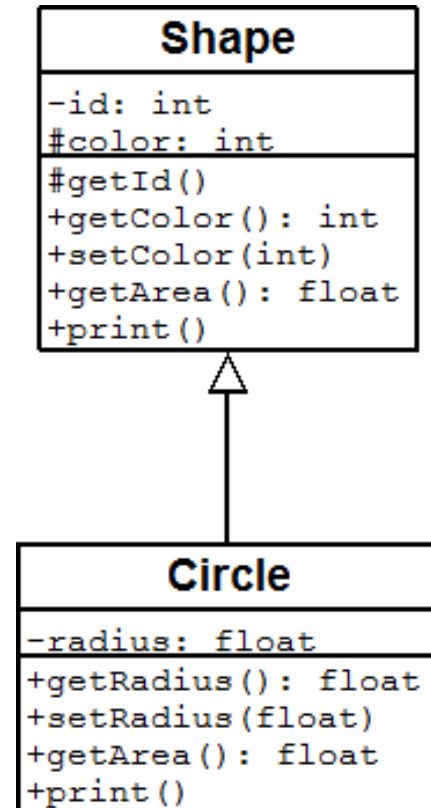 Shape
-id: int
#color: int
#getId()
+getColor(): int
+setColor(int)
+getArea(): float
+print()
Circle
-radius: float
+getRadius(): float
+setRadius(float)
+getArea(): float
+print()